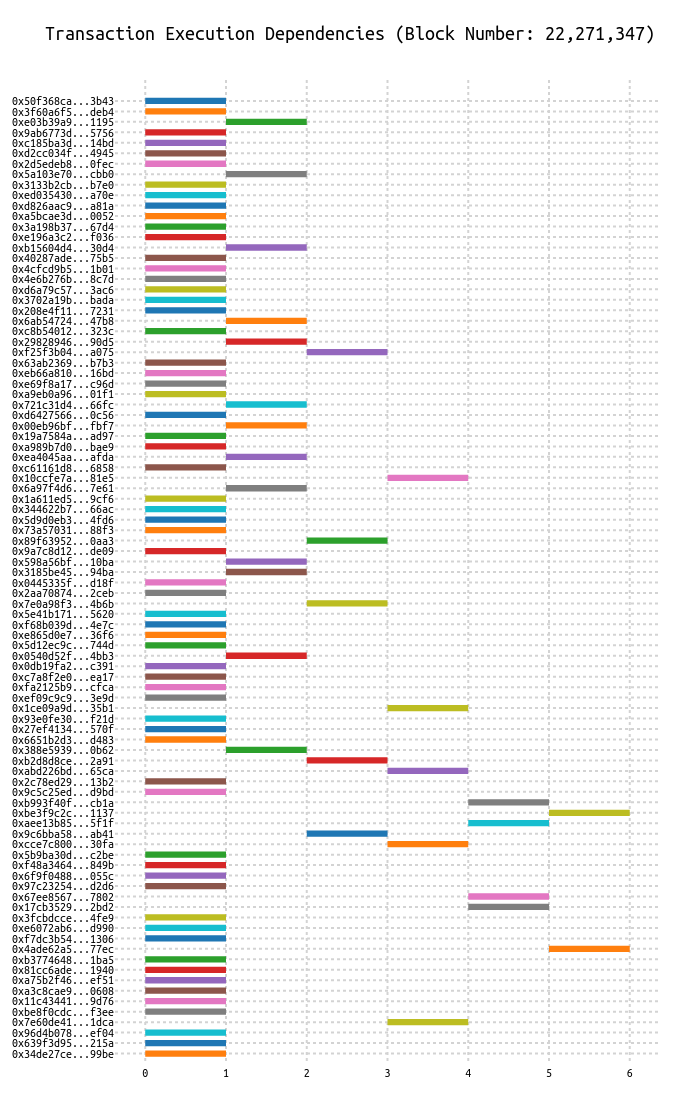 Transaction Execution Dependencies (Block Number: 22,271,347)
0x50f368ca...3b43
0x3f60a6f5...deb4
0xe03b39a9...1195
0x9ab6773d...5756
0xc185ba3d...14bd
0xd2cc034f...4945
0x2d5edeb8...0fec
0x5a103e70...cbb0
0x3133b2cb...b7e0
0xed035430...a70e
0xd826aac9...a81a
0xa5bcae3d...0052
0x3a198b37...67d4
0xe196a3c2...f036
0xb15604d4...30d4
0x40287ade...75b5
0x4cfcd9b5...1b01
0x4e6b276b...8c7d
0xd6a79c57...3ac6
0x3702a19b...bada
0x208e4f11...7231
0x6ab54724...47b8
0xc8b54012...323c
0x29828946...90d5
0xf25f3b04...a075
0x63ab2369...b7b3
0xeb66a810...16bd
0xe69f8a17...c96d
0xa9eb0a96...01f1
0x721c31d4...66fc
0xd6427566...0c56
0x00eb96bf...fbf7
0x19a7584a...ad97
0xa989b7d0...bae9
0xea4045aa...afda
0xc61161d8...6858
0x10ccfe7a...81e5
0x6a97f4d6...7e61
0x1a611ed5...9cf6
0x344622b7...66ac
0x5d9d0eb3...4fd6
0x73a57031...88f3
0x89f63952...0aa3
0x9a7c8d12...de09
0x598a56bf...10ba
0x3185be45...94ba
0x0445335f...d18f
0x2aa70874...2ceb
0x7e0a98f3...4b6b
0x5e41b171...5620
0xf68b039d...4e7c
0xe865d0e7...36f6
0x5d12ec9c...744d
0x0540d52f...4bb3
0x0db19fa2...c391
0xc7a8f2e0...ea17
0xfa2125b9...cfca
0xef09c9c9...3e9d
0x1ce09a9d...35b1
0x93e0fe30...f21d
0x27ef4134...570f
0x6651b2d3...d483
0x388e5939...0b62
0xb2d8d8ce...2a91
0xabd226bd...65ca
0x2c78ed29...13b2
0x9c5c25ed...d9bd
0xb993f40f...cb1a
0xbe3f9c2c...1137
0xaee13b85...5f1f
0x9c6bba58...ab41
0xcce7c800...30fa
0x5b9ba30d...c2be
0xf48a3464...849b
0x6f9f0488...055c
0x97c23254...d2d6
0x67ee8567...7802
0x17cb3529...2bd2
0x3fcbdcce...4fe9
0xe6072ab6...d990
0xf7dc3b54...1306
0x4ade62a5...77ec
0xb3774648...1ba5
0x81cc6ade...1940
0xa75b2f46...ef51
0xa3c8cae9...0608
0x11c43441...9d76
0xbe8f0cdc...f3ee
0x7e60de41...1dca
0x96d4b078...ef04
0x639f3d95...215a
0x34de27ce...99be
0 1 2 3 4 5 6